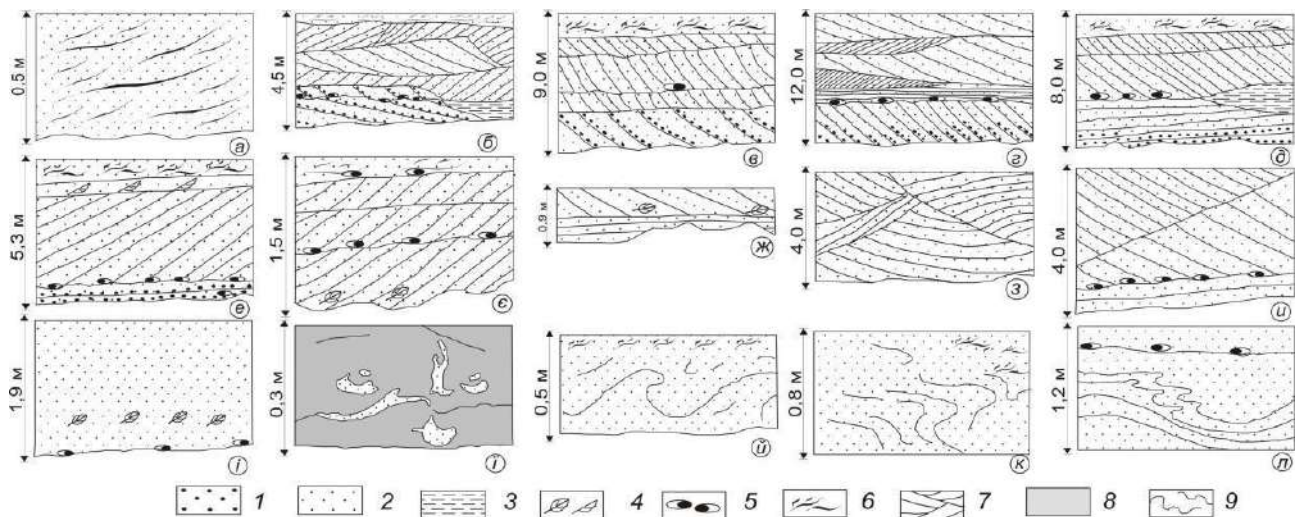 0,5 м а 4,5 м б 9,0 м в 12,0 м г 8,0 м д
5,3 м е 1,5 м є 0,9 м ж 4,0 м з 4,0 м и
1,9 м і 0,3 м ї 0,5 м й 0,8 м к 1,2 м л
1 2 3 4 5 6 7 8 9